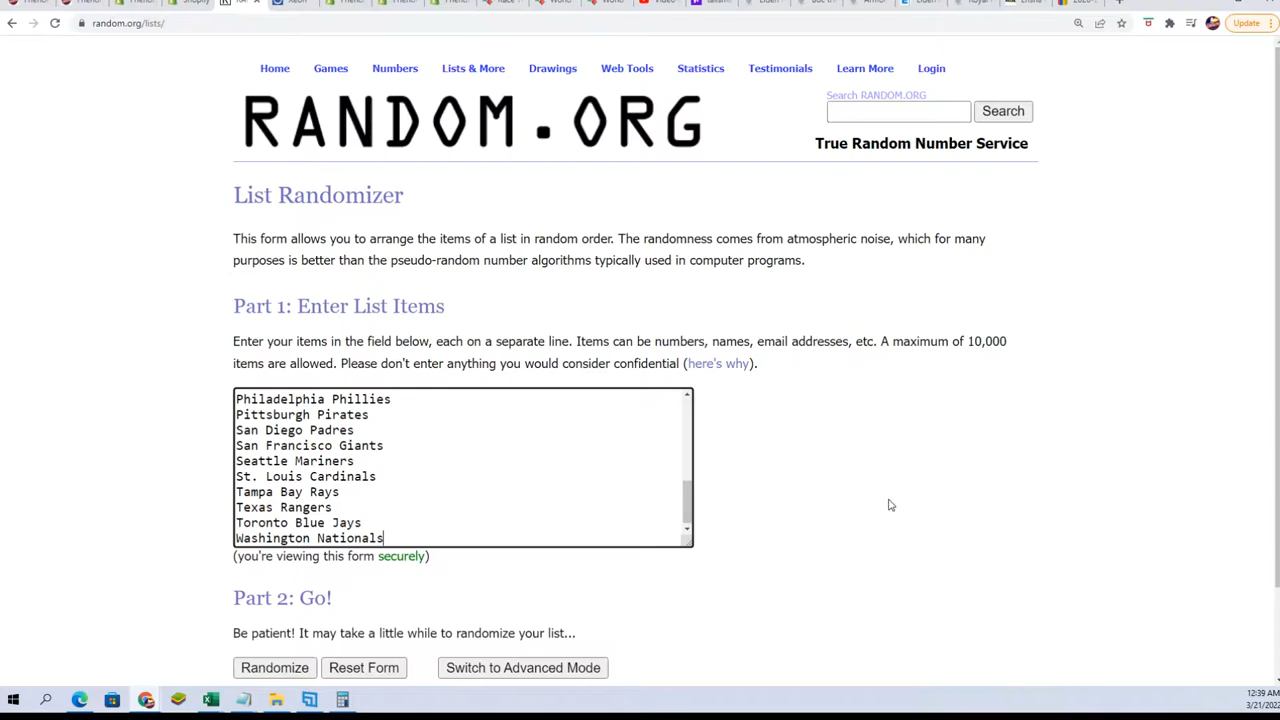 random.org/lists/
Update
Home Games Numbers Lists & More Drawings Web Tools Statistics Testimonials Learn More Login
RANDOM.ORG
Search RANDOM.ORG
Search
True Random Number Service
List Randomizer
This form allows you to arrange the items of a list in random order. The randomness comes from atmospheric noise, which for many
purposes is better than the pseudo-random number algorithms typically used in computer programs.
Part 1: Enter List Items
Enter your items in the field below, each on a separate line. Items can be numbers, names, email addresses, etc. A maximum of 10,000
items are allowed. Please don't enter anything you would consider confidential (here's why).
Philadelphia Phillies
Pittsburgh Pirates
San Diego Padres
San Francisco Giants
Seattle Mariners
St. Louis Cardinals
Tampa Bay Rays
Texas Rangers
Toronto Blue Jays
Washington Nationals
(you're viewing this form securely)
Part 2: Go!
Be patient! It may take a little while to randomize your list...
Randomize Reset Form Switch to Advanced Mode
12:39 AM